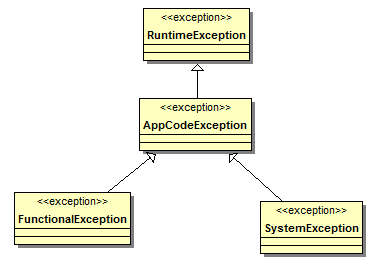 <<exception>>
RuntimeException
<<exception>>
AppCodeException
<<exception>>
FunctionalException
<<exception>>
SystemException